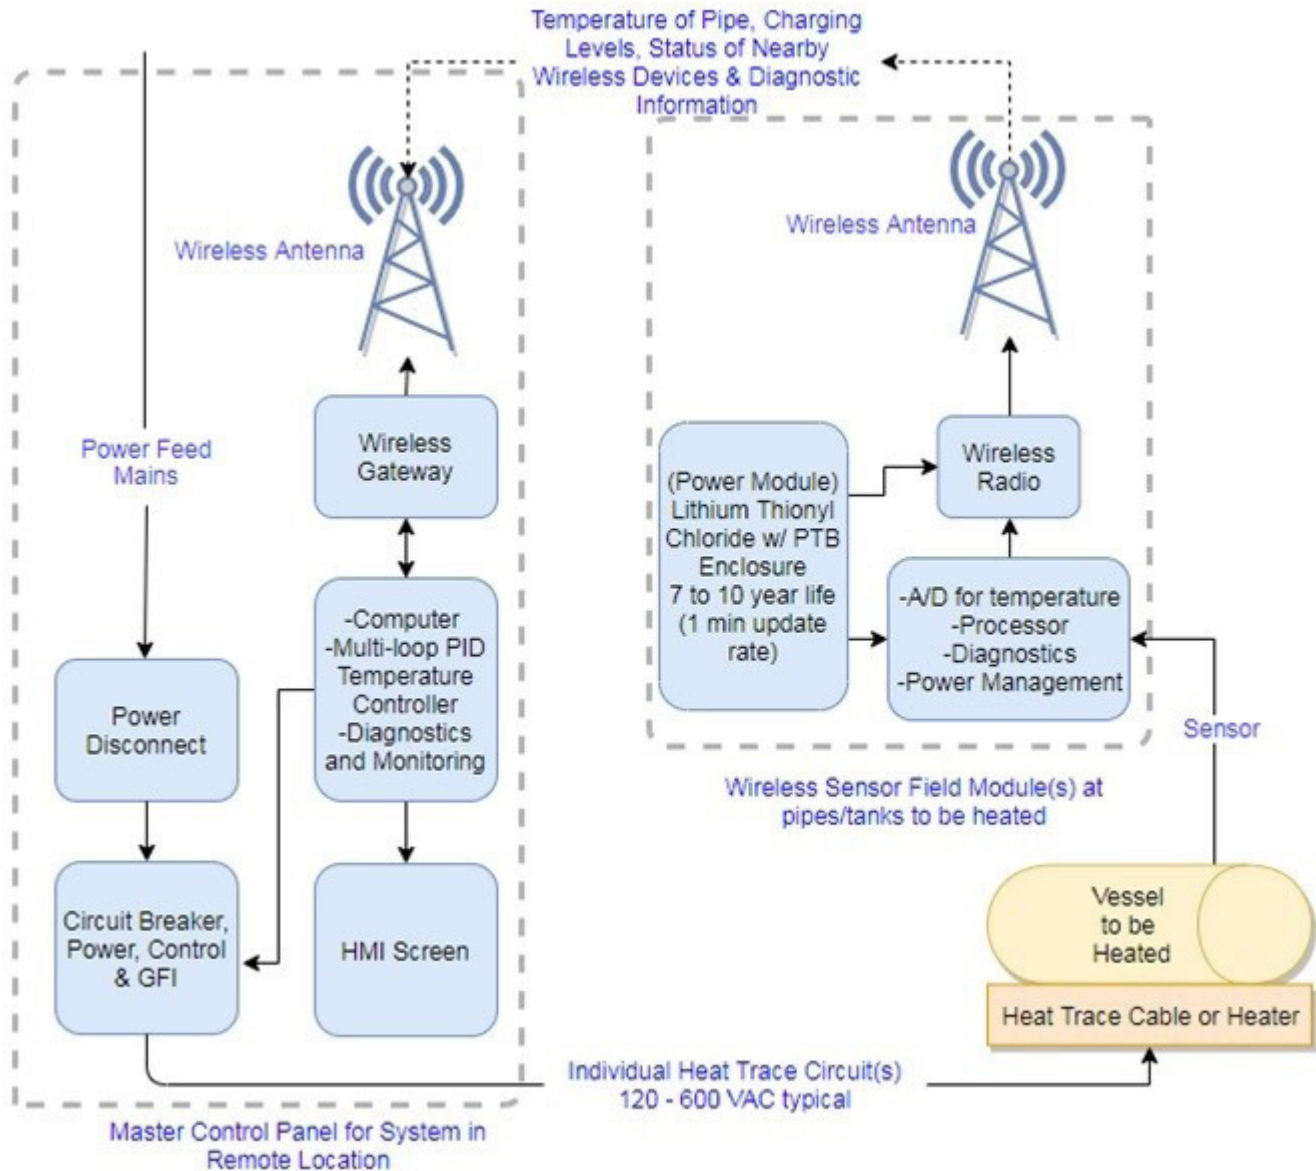 Temperature of Pipe, Charging
Levels, Status of Nearby
Wireless Devices & Diagnostic
Information
Wireless Antenna
Wireless Antenna
Power Feed
Mains
Wireless
Gateway
(Power Module)
Lithium Thionyl
Chloride w/ PTB
Enclosure
7 to 10 year life
(1 min update
rate)
Wireless
Radio
-A/D for temperature
-Processor
-Diagnostics
-Power Management
-Computer
-Multi-loop PID
Temperature
Controller
-Diagnostics
and Monitoring
Power
Disconnect
Sensor
Wireless Sensor Field Module(s) at
pipes/tanks to be heated
Circuit Breaker,
Power, Control
& GFI
HMI Screen
Vessel
to be
Heated
Heat Trace Cable or Heater
Individual Heat Trace Circuit(s)
120 - 600 VAC typical
Master Control Panel for System in
Remote Location